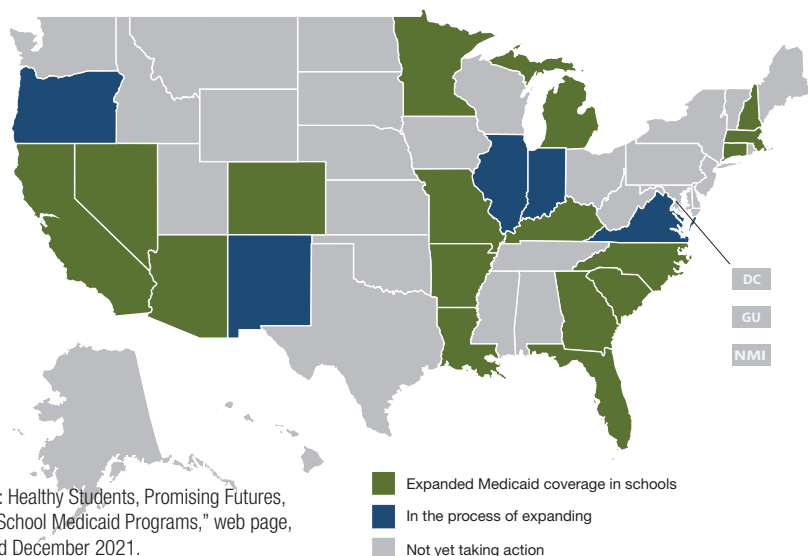 DC
GU
NMI
: Healthy Students, Promising Futures,
School Medicaid Programs,” web page,
d December 2021.
Expanded Medicaid coverage in schools
In the process of expanding
Not yet taking action